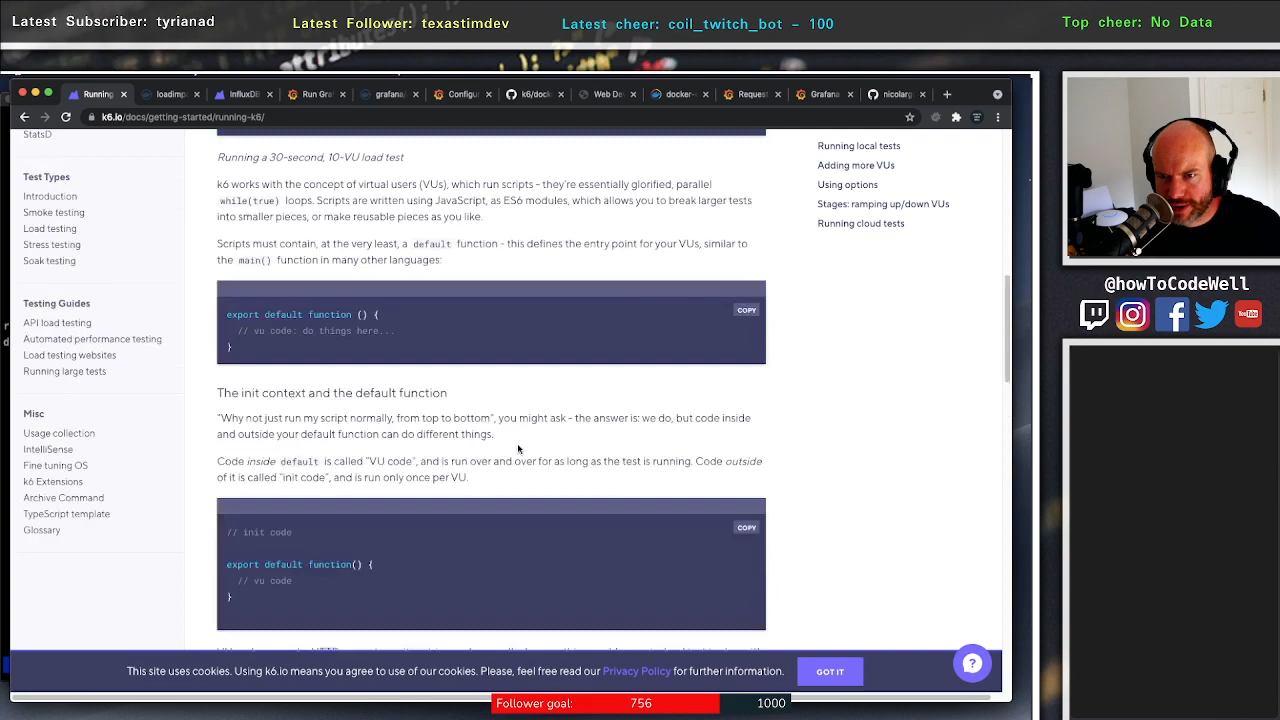 Latest Subscriber: tyrianad
Latest Follower: texastimdev
Latest cheer: coil_twitch_bot - 100
Top cheer: No Data
Running
loadimp
InfluxDB
Run Gra
grafana/
Configu
k6/docke
Web Dev
docker-c
Request
Grafana
nicolarg
k6.io/docs/getting-started/running-k6/
StatsD
Test Types
Introduction
Smoke testing
Load testing
Stress testing
Soak testing
Testing Guides
API load testing
Automated performance testing
Load testing websites
Running large tests
Misc
Usage collection
IntelliSense
Fine tuning OS
k6 Extensions
Archive Command
TypeScript template
Glossary
Running a 30-second, 10-VU load test
k6 works with the concept of virtual users (VUs), which run scripts - they're essentially glorified, parallel
while(true) loops. Scripts are written using JavaScript, as ES6 modules, which allows you to break larger tests
into smaller pieces, or make reusable pieces as you like.
Scripts must contain, at the very least, a default function - this defines the entry point for your VUs, similar to
the main() function in many other languages:
COPY
export default function () {
// vu code: do things here...
}
The init context and the default function
"Why not just run my script normally, from top to bottom", you might ask - the answer is: we do, but code inside
and outside your default function can do different things.
Code inside default is called "VU code", and is run over and over for as long as the test is running. Code outside
of it is called "init code", and is run only once per VU.
COPY
// init code
export default function() {
// vu code
}
Running local tests
Adding more VUs
Using options
Stages: ramping up/down VUs
Running cloud tests
This site uses cookies. Using k6.io means you agree to use of our cookies. Please, feel free read our Privacy Policy for further information.
GOT IT
?
@howToCodeWell
Follower goal: 756 1000